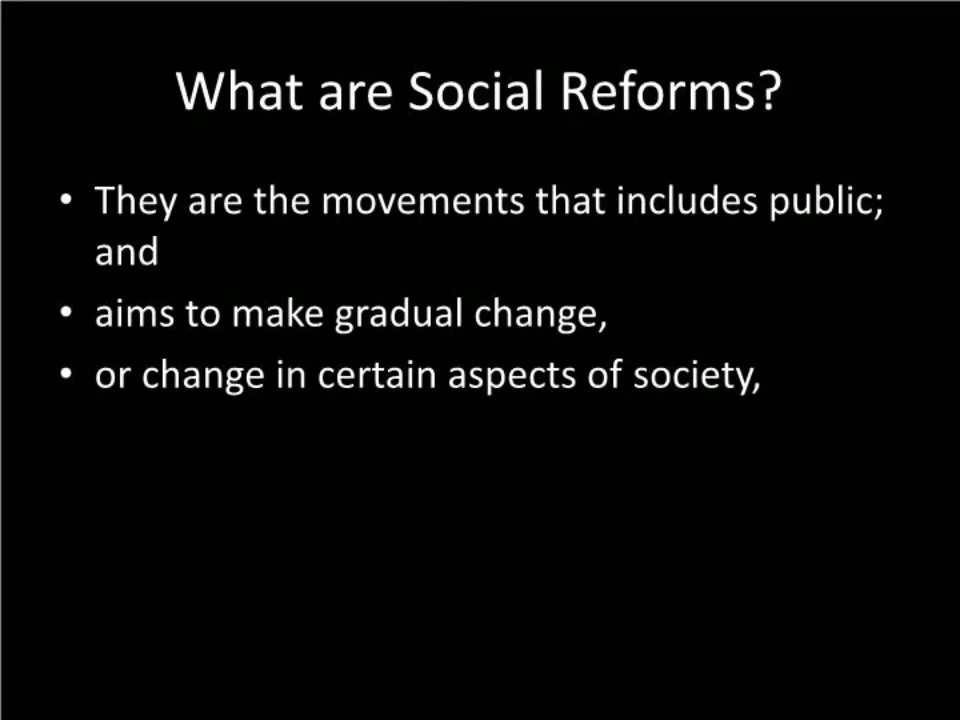 What are Social Reforms?
• They are the movements that includes public;
and
• aims to make gradual change,
• or change in certain aspects of society,